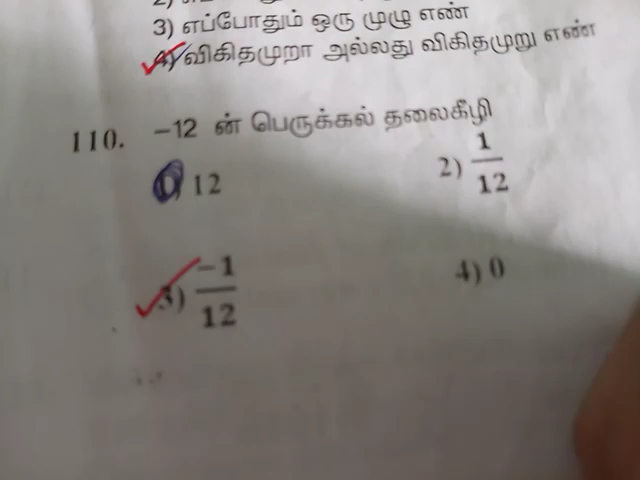 3) எப்போதும் ஒரு முழு எண்
4) விகிதமுறா அல்லது விகிதமுறு எண்
110. –12 ன் பெருக்கல் தலைகீழி
1) 12
2) 1/12
3) –1/12
4) 0